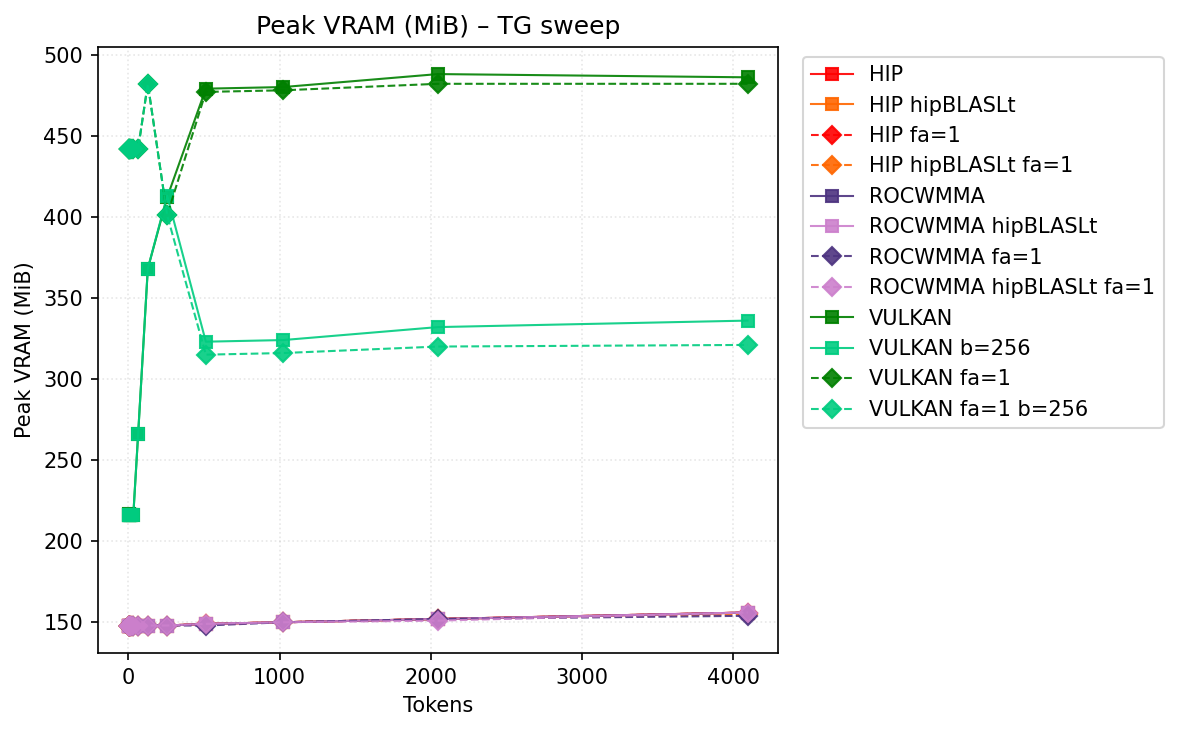 Peak VRAM (MiB) – TG sweep
500
450
400
350
300
250
200
150
Peak VRAM (MiB)
0
1000
2000
3000
4000
Tokens
HIP
HIP hipBLASLt
HIP fa=1
HIP hipBLASLt fa=1
ROCWMMA
ROCWMMA hipBLASLt
ROCWMMA fa=1
ROCWMMA hipBLASLt fa=1
VULKAN
VULKAN b=256
VULKAN fa=1
VULKAN fa=1 b=256